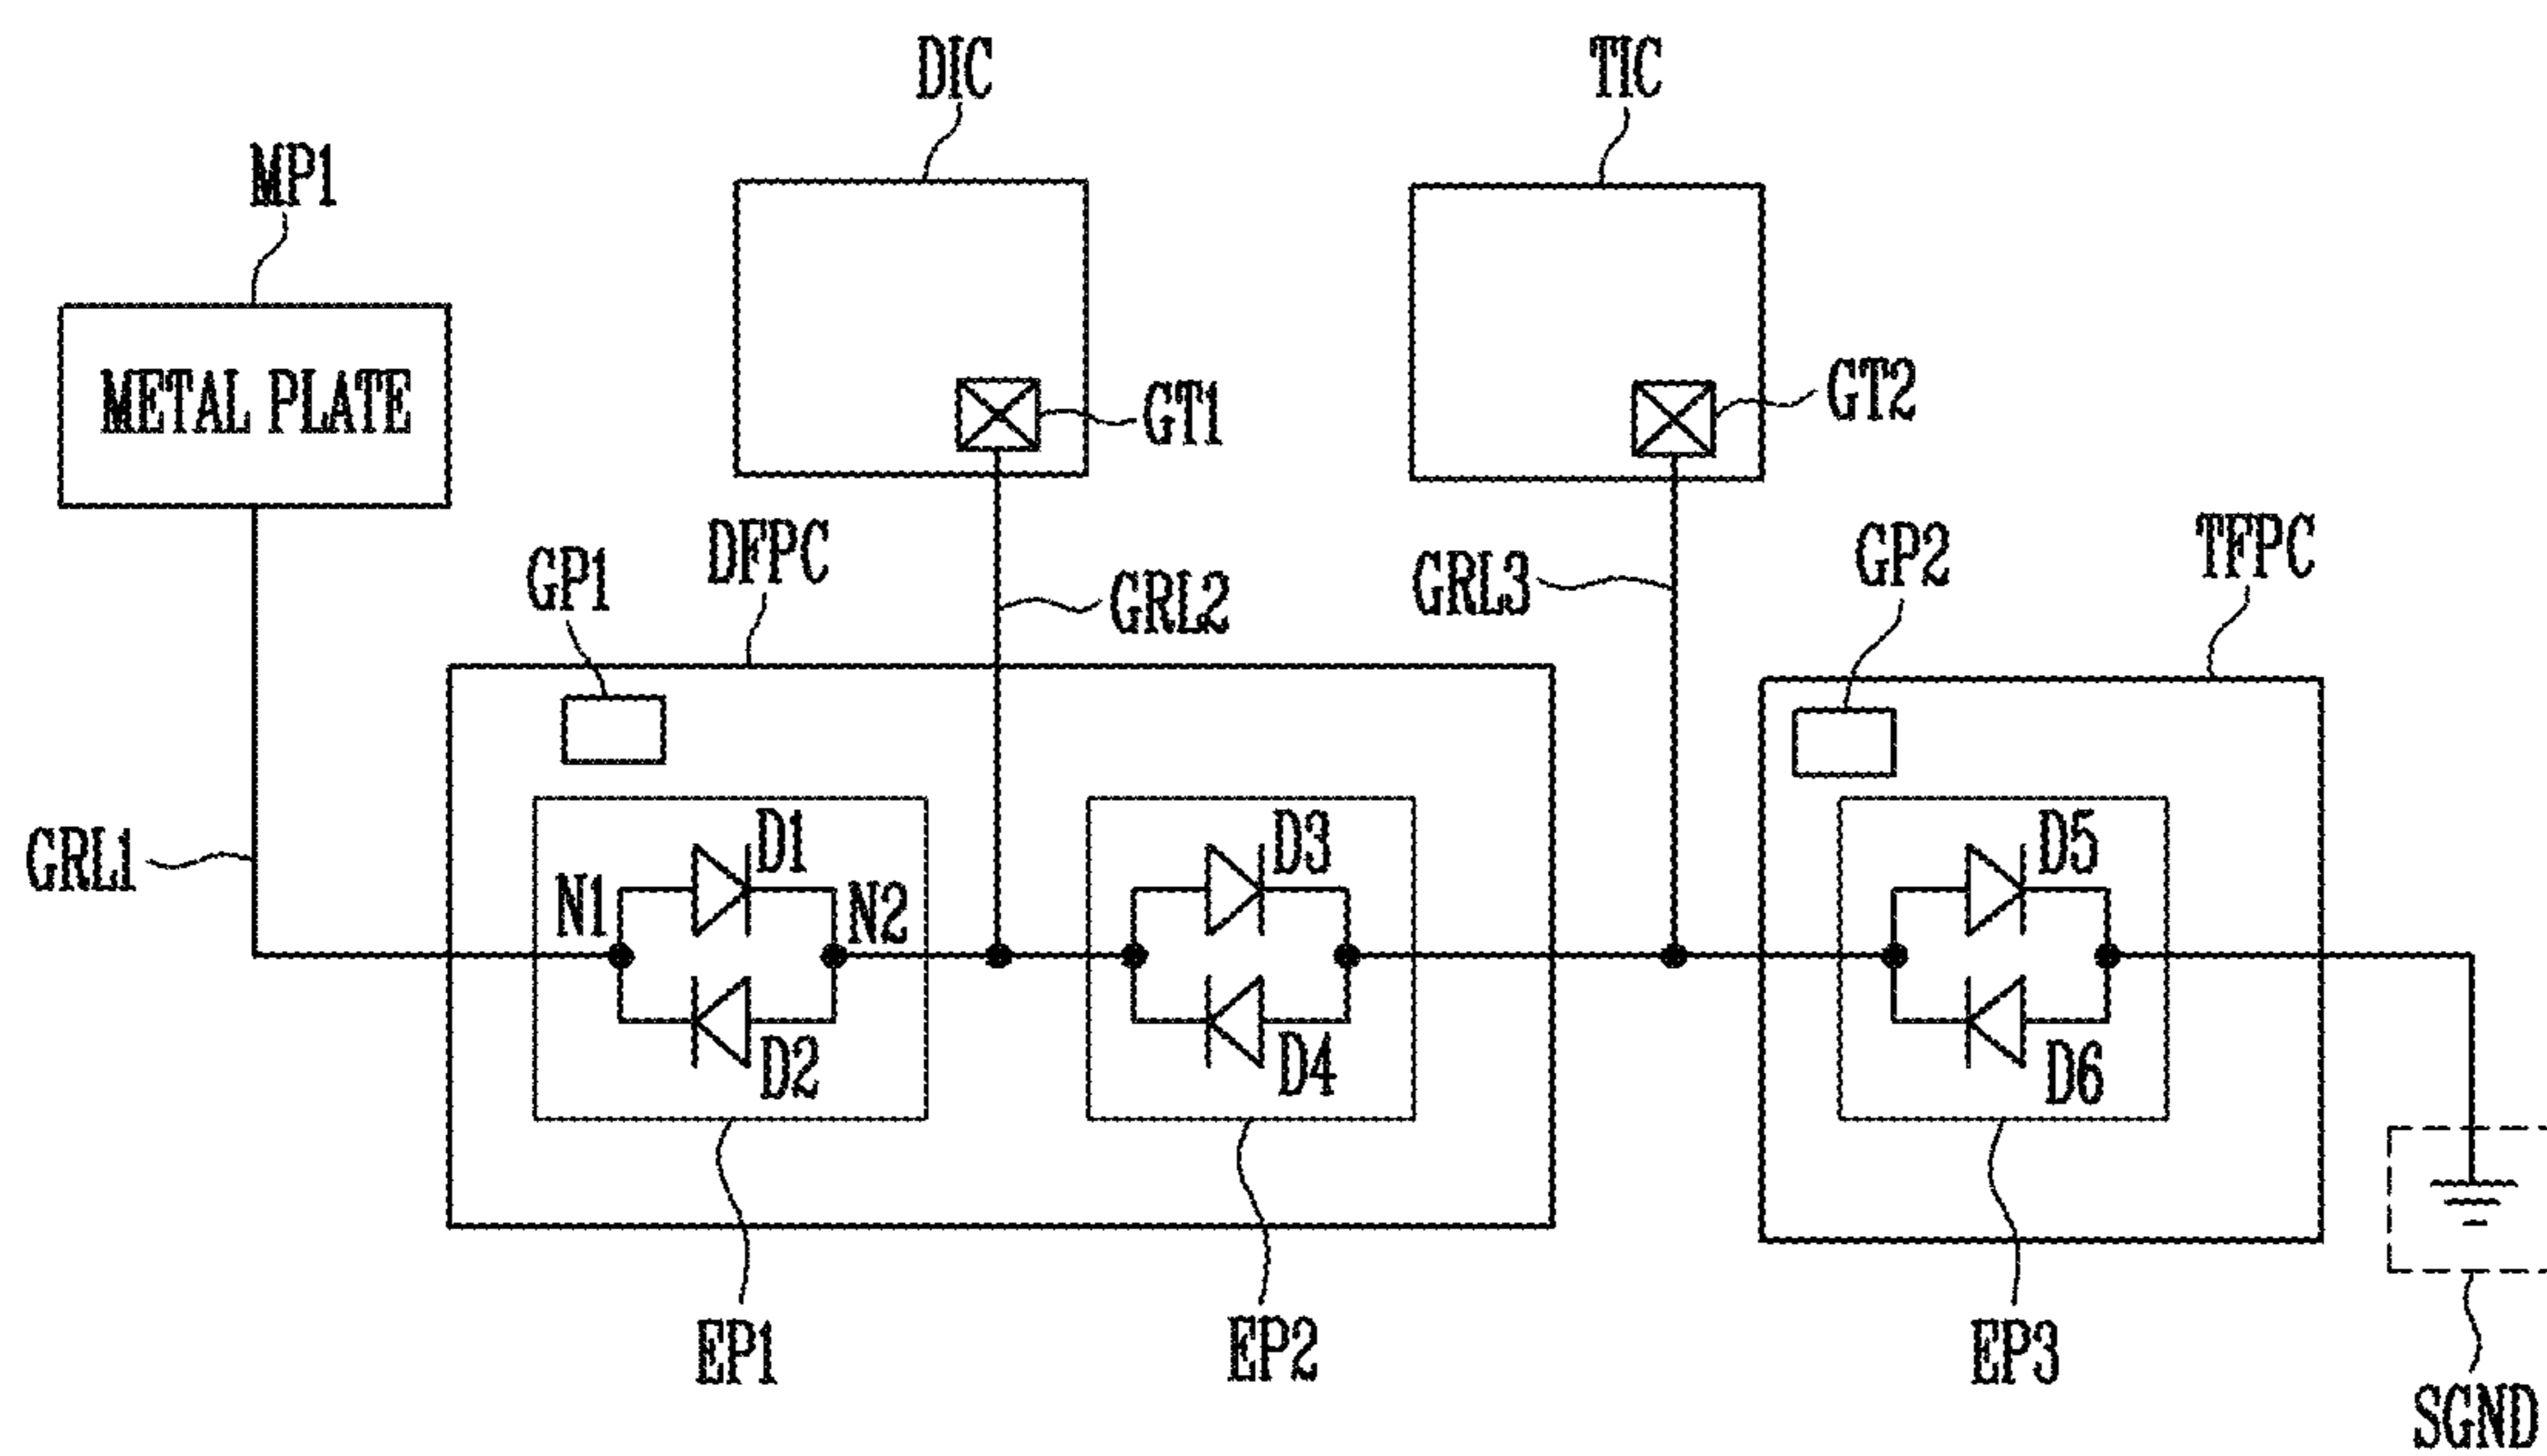 DIC
TIC
MP1
METAL PLATE
GT1
GT2
GP1
DFPC
GRL2
GRL3
GP2
TFPC
GRL1
N1
D1
N2
D2
D3
D4
D5
D6
EP1
EP2
EP3
SGND